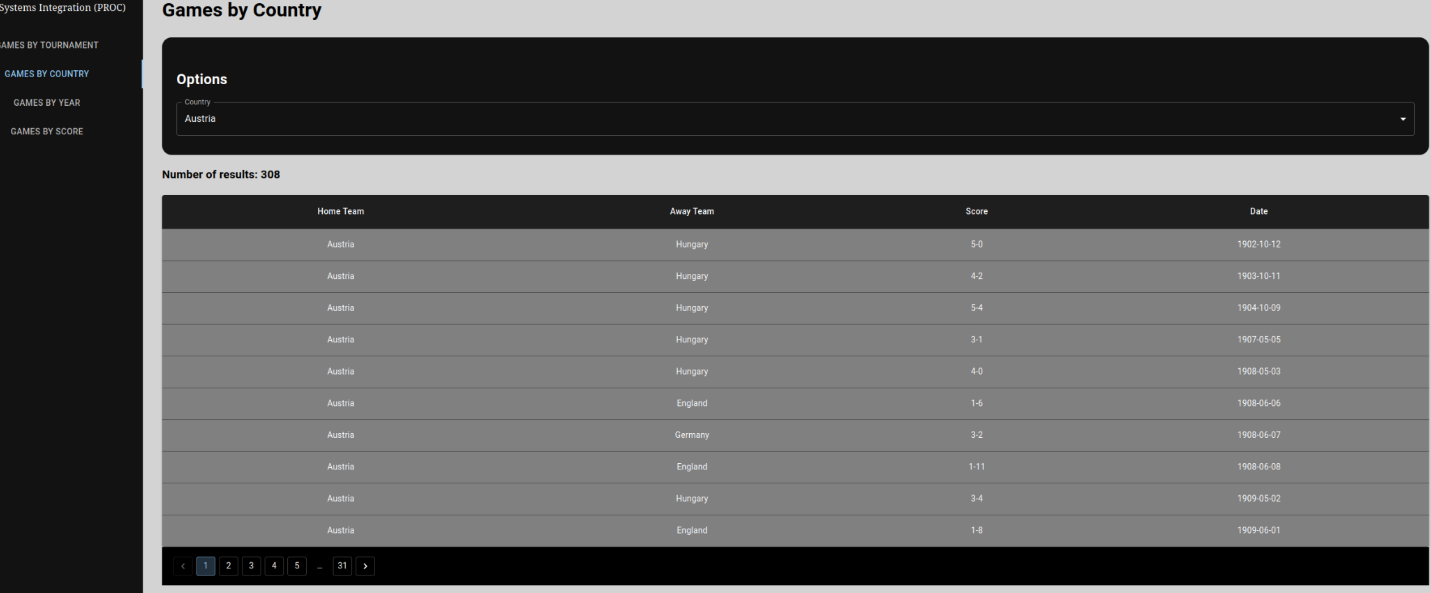 Systems Integration (PROC)
GAMES BY TOURNAMENT
GAMES BY COUNTRY
GAMES BY YEAR
GAMES BY SCORE
Games by Country
Options
Country
Austria
Number of results: 308
Home Team Away Team Score Date
Austria Hungary 5-0 1902-10-12
Austria Hungary 4-2 1903-10-11
Austria Hungary 5-4 1904-10-09
Austria Hungary 3-1 1907-05-05
Austria Hungary 4-0 1908-05-03
Austria England 1-6 1908-06-06
Austria Germany 3-2 1908-06-07
Austria England 1-11 1908-06-08
Austria Hungary 3-4 1909-05-02
Austria England 1-8 1909-06-01
< 1 2 3 4 5 ... 31 >